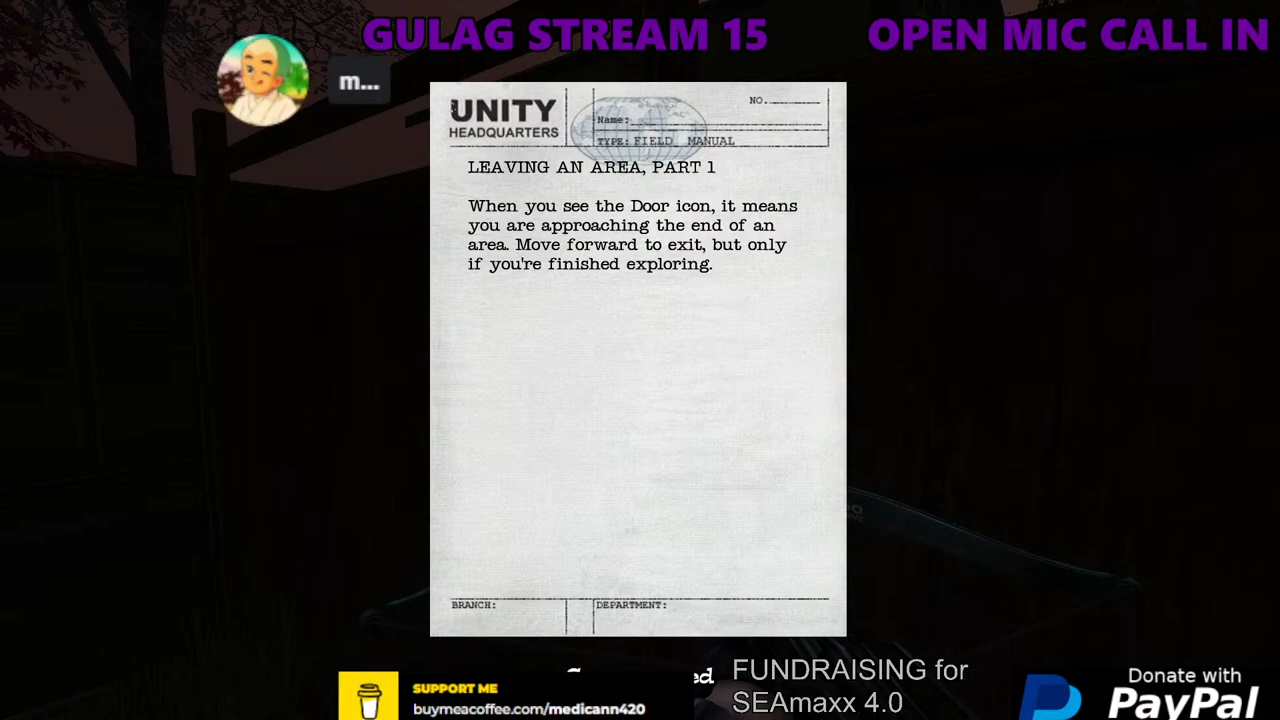 GULAG STREAM 15 OPEN MIC CALL IN
m...
UNITY
HEADQUARTERS
NO.
Name:
TYPE: FIELD MANUAL
LEAVING AN AREA, PART 1
When you see the Door icon, it means
you are approaching the end of an
area. Move forward to exit, but only
if you're finished exploring.
BRANCH:
DEPARTMENT:
SUPPORT ME
buymeacoffee.com/medicann420
FUNDRAISING for
SEAmaxx 4.0
Donate with
PayPal